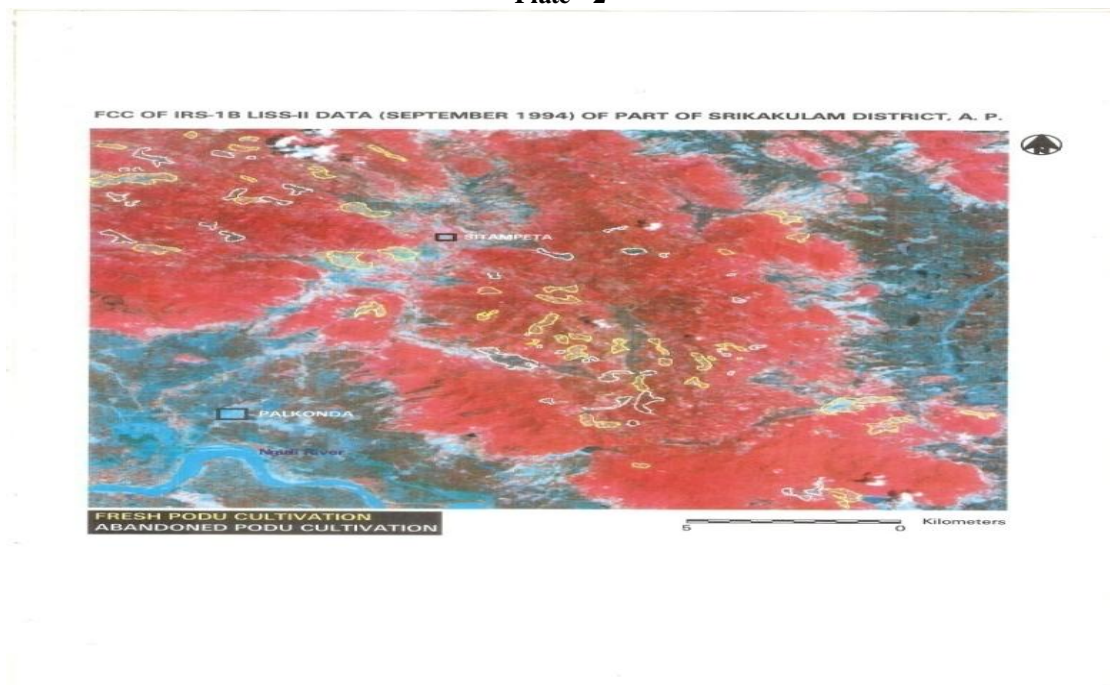 Plate - 2
FCC OF IRS-1B LISS-II DATA (SEPTEMBER 1994) OF PART OF SRIKAKULAM DISTRICT, A. P.
N
SITAMPETA
PALKONDA
River
FRESH PODU CULTIVATION
ABANDONED PODU CULTIVATION
5 0 Kilometers